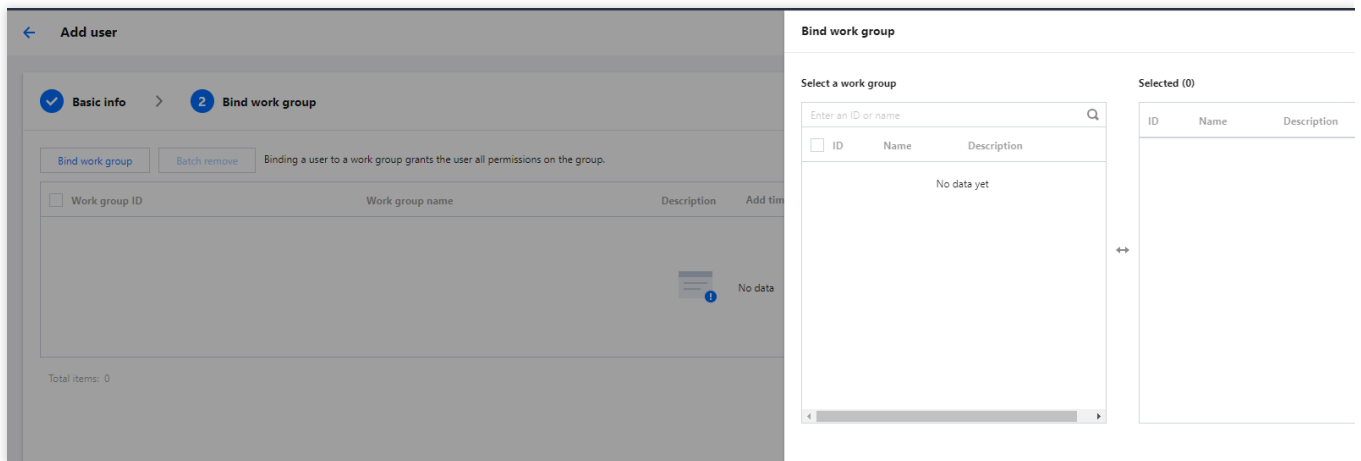 Add user
Basic info
2 Bind work group
Bind work group Batch remove Binding a user to a work group grants the user all permissions on the group.
Work group ID Work group name Description Add tim
No data
Total items: 0
Bind work group
Select a work group
Enter an ID or name
ID Name Description
No data yet
Selected (0)
ID Name Description